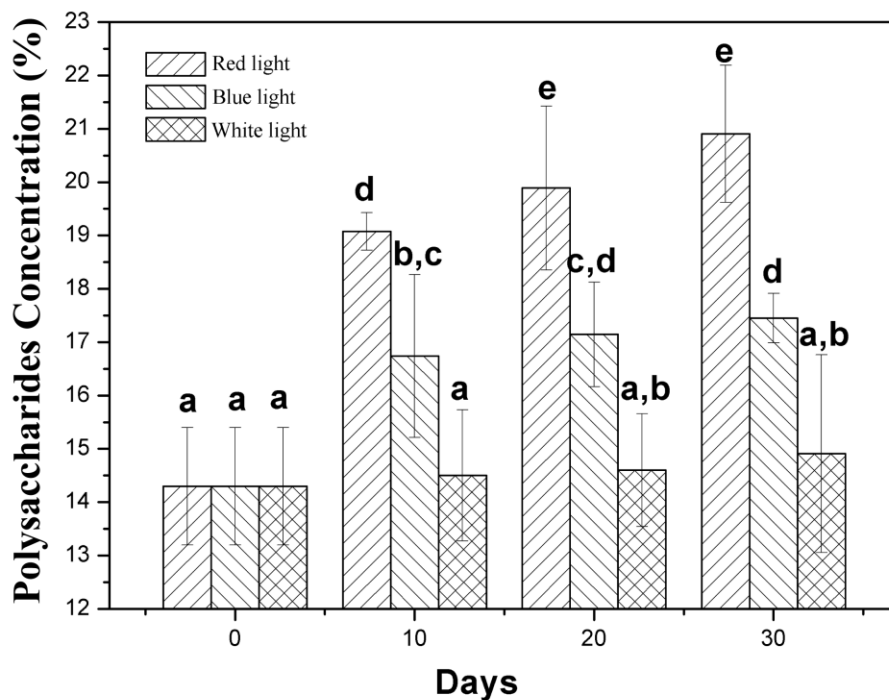 Polysaccharides Concentration (%)
23
22
21
20
19
18
17
16
15
14
13
12
Red light
Blue light
White light
a a a
d b,c a
e c,d a,b
e d a,b
0 10 20 30
Days